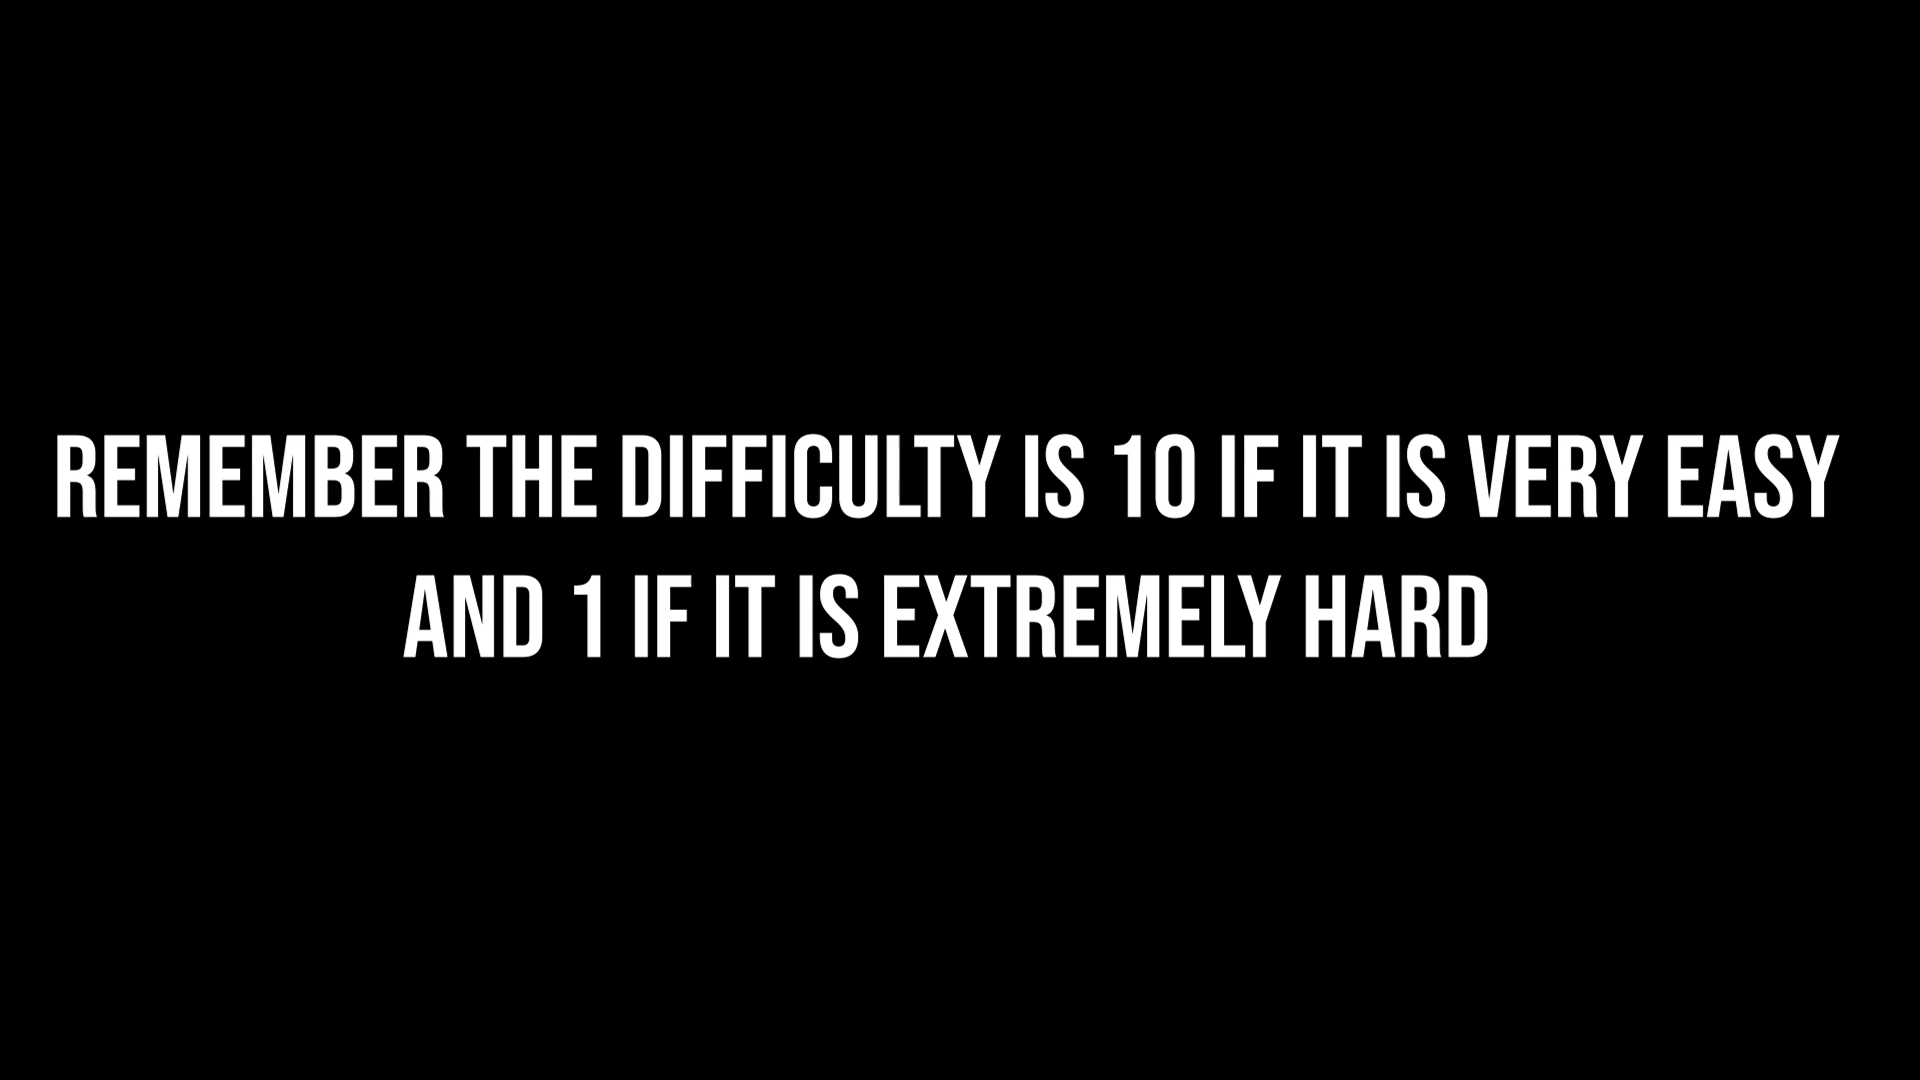 REMEMBER THE DIFFICULTY IS 10 IF IT IS VERY EASY
AND 1 IF IT IS EXTREMELY HARD